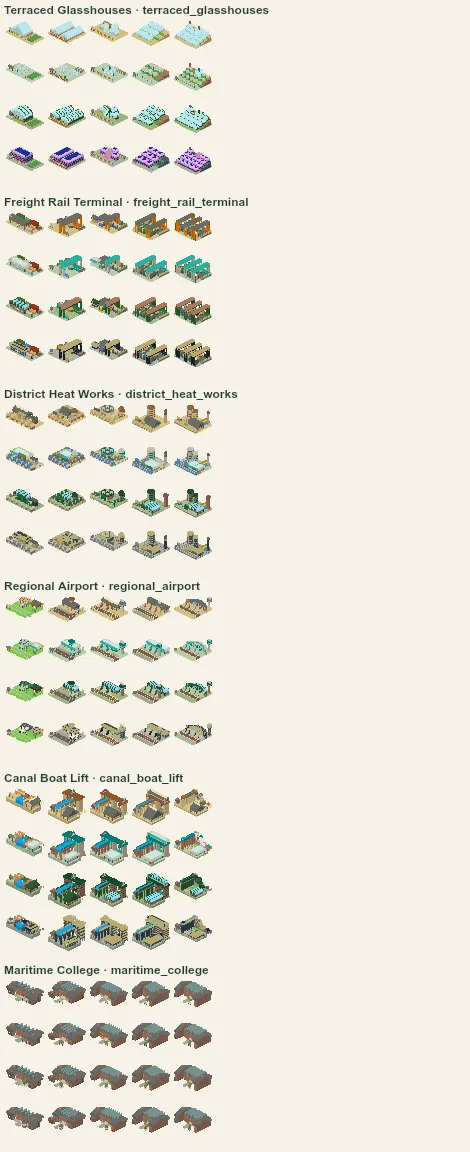 Terraced Glasshouses · terraced_glasshouses
Freight Rail Terminal · freight_rail_terminal
District Heat Works · district_heat_works
Regional Airport · regional_airport
Canal Boat Lift · canal_boat_lift
Maritime College · maritime_college